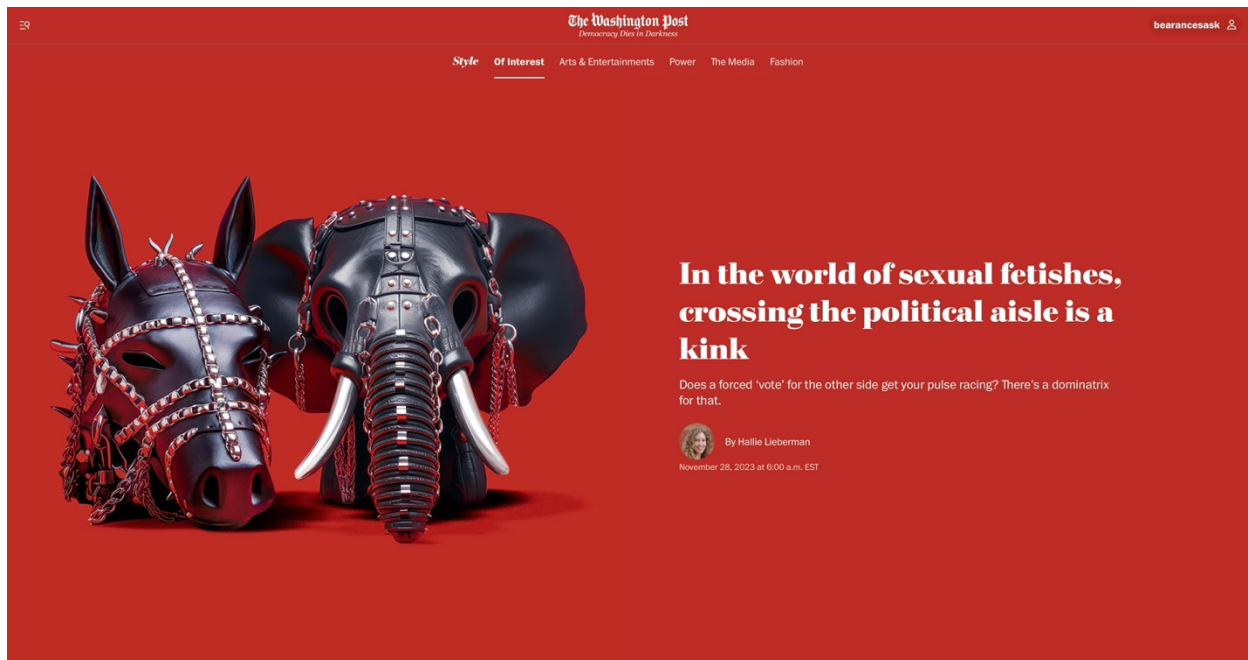 The Washington Post
Democracy Dies in Darkness
bearancesask
Style Of Interest Arts & Entertainments Power The Media Fashion
In the world of sexual fetishes,
crossing the political aisle is a
kink
Does a forced ‘vote’ for the other side get your pulse racing? There’s a dominatrix
for that.
By Hallie Lieberman
November 28, 2023 at 6:00 a.m. EST